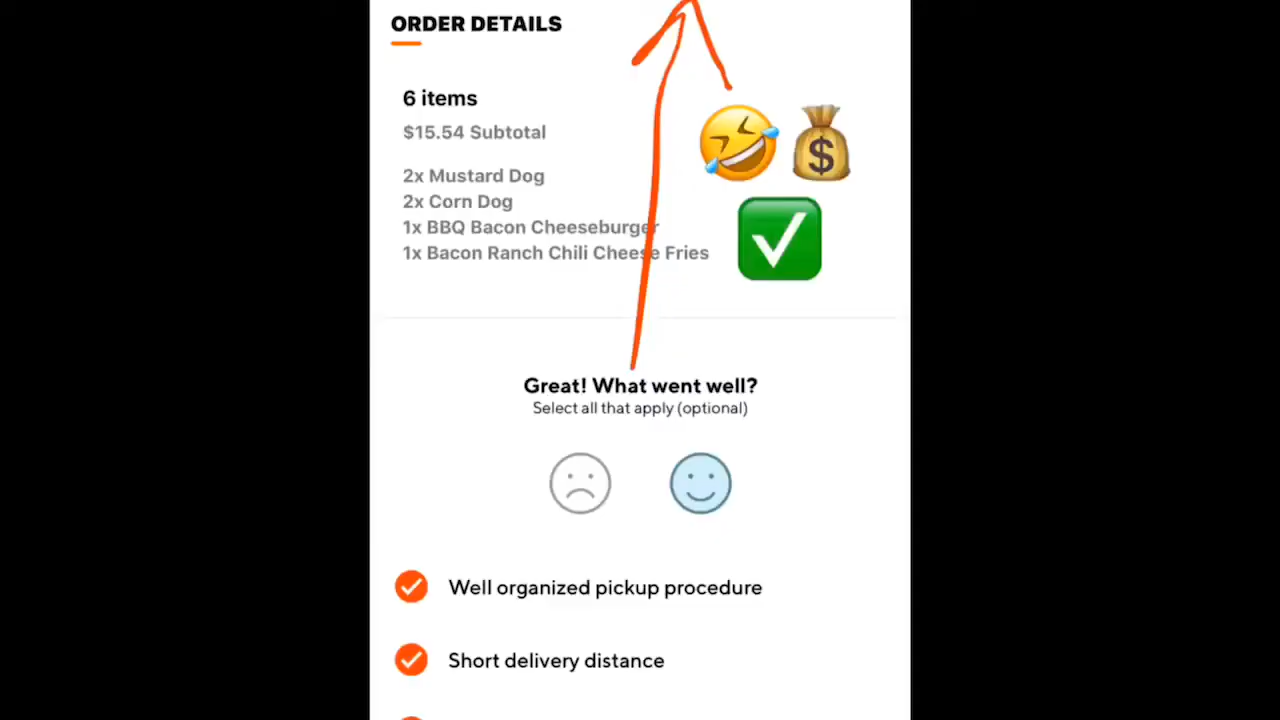 ORDER DETAILS
6 items
$15.54 Subtotal
2x Mustard Dog
2x Corn Dog
1x BBQ Bacon Cheeseburger
1x Bacon Ranch Chili Cheese Fries
Great! What went well?
Select all that apply (optional)
Well organized pickup procedure
Short delivery distance